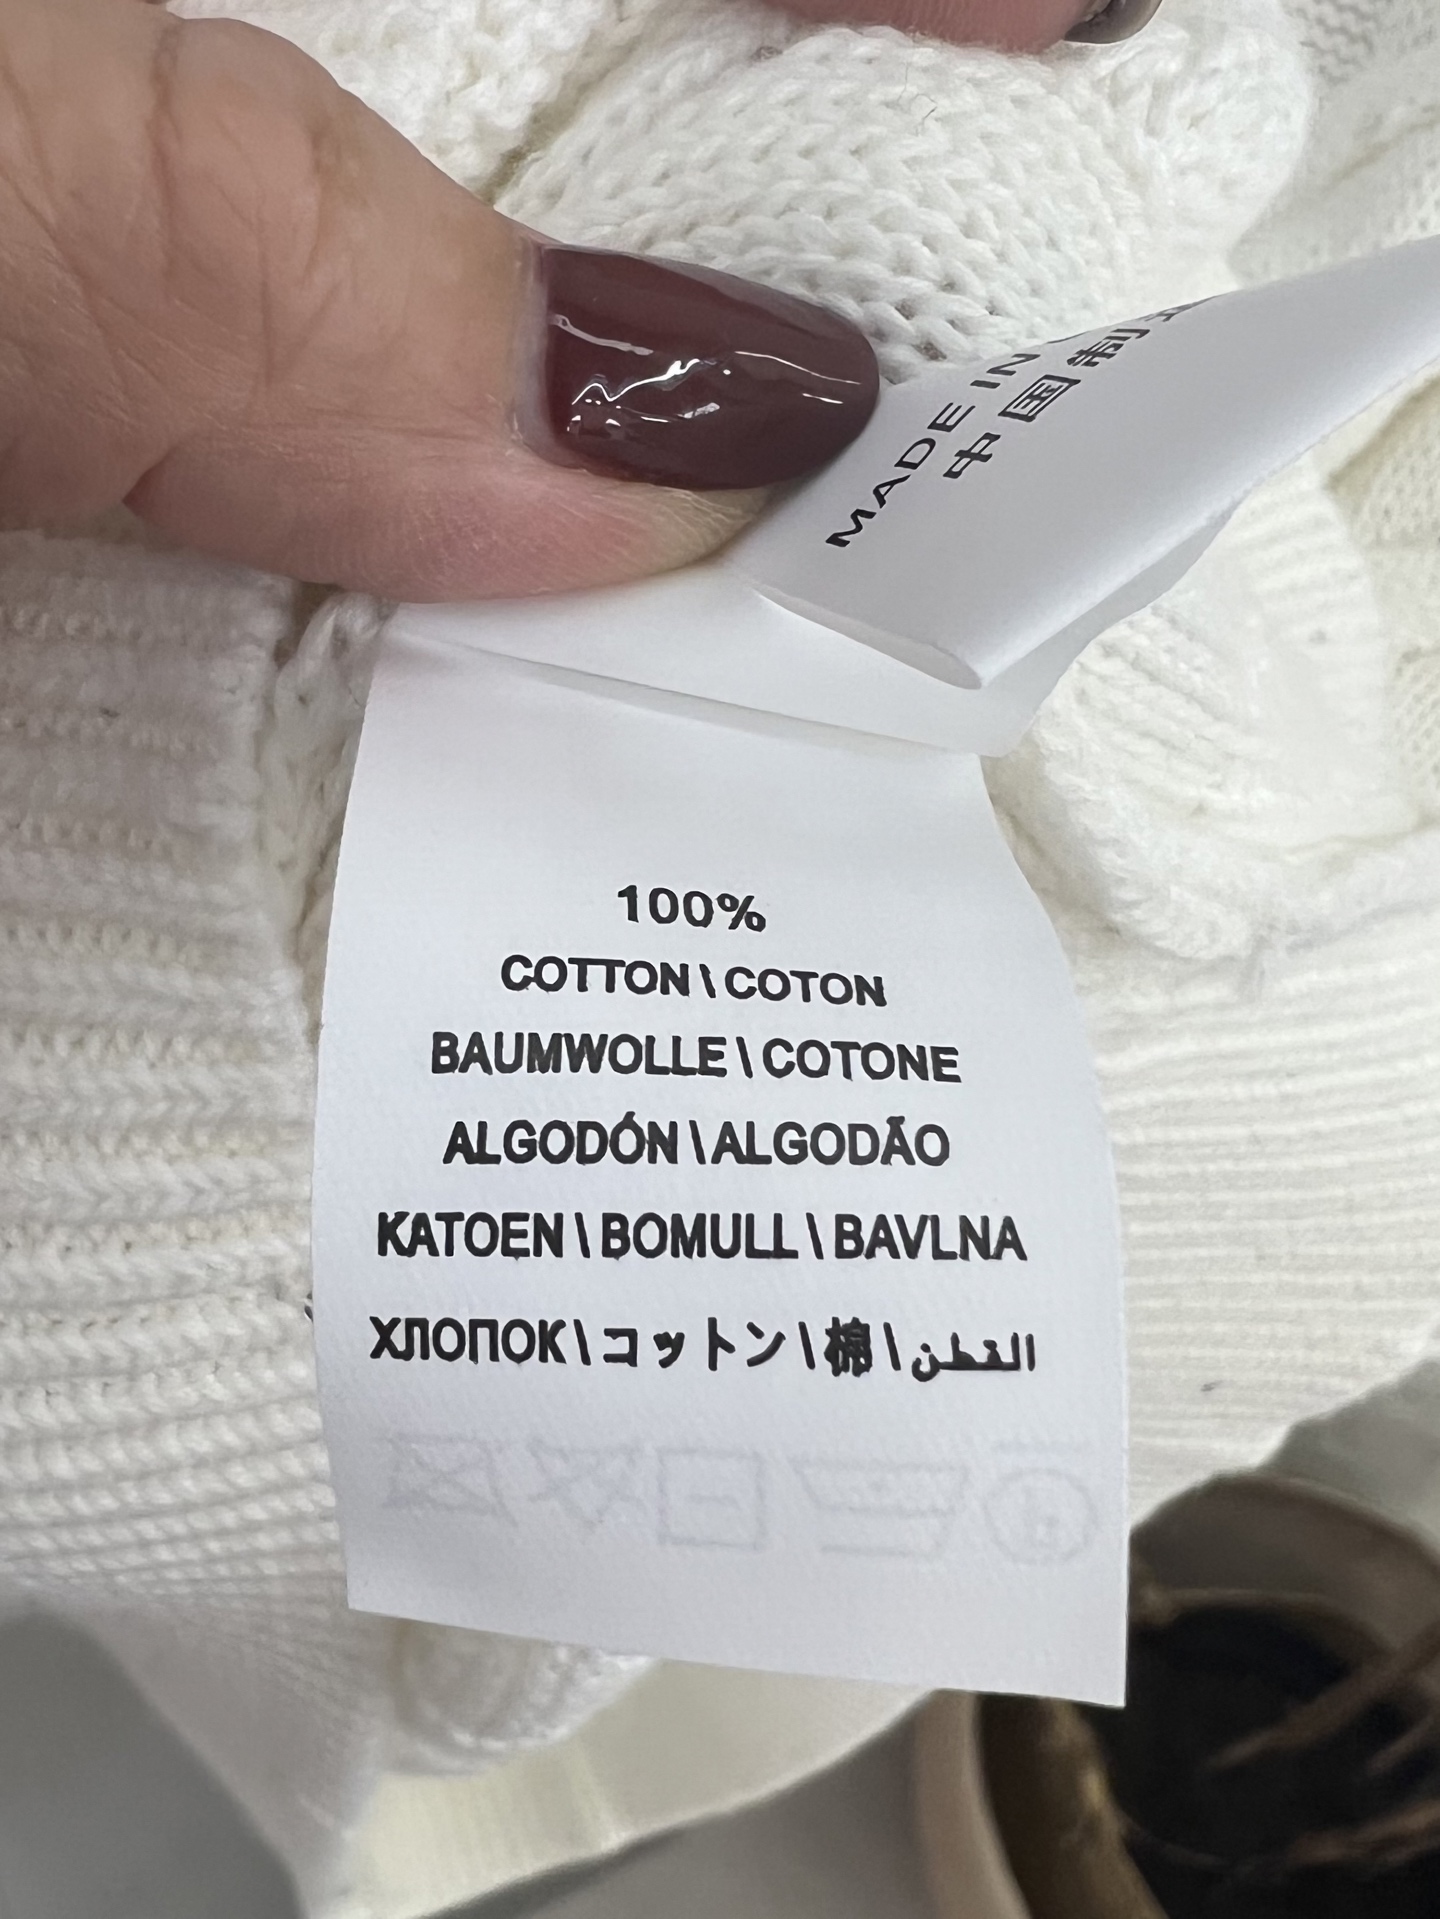 MADE IN
中国制造
100%
COTTON\COTON
BAUMWOLLE\COTONE
ALGODÓN\ALGODÃO
KATOEN\BOMULL\BAVLNA
ХЛОПОК\コットン\棉\القطن